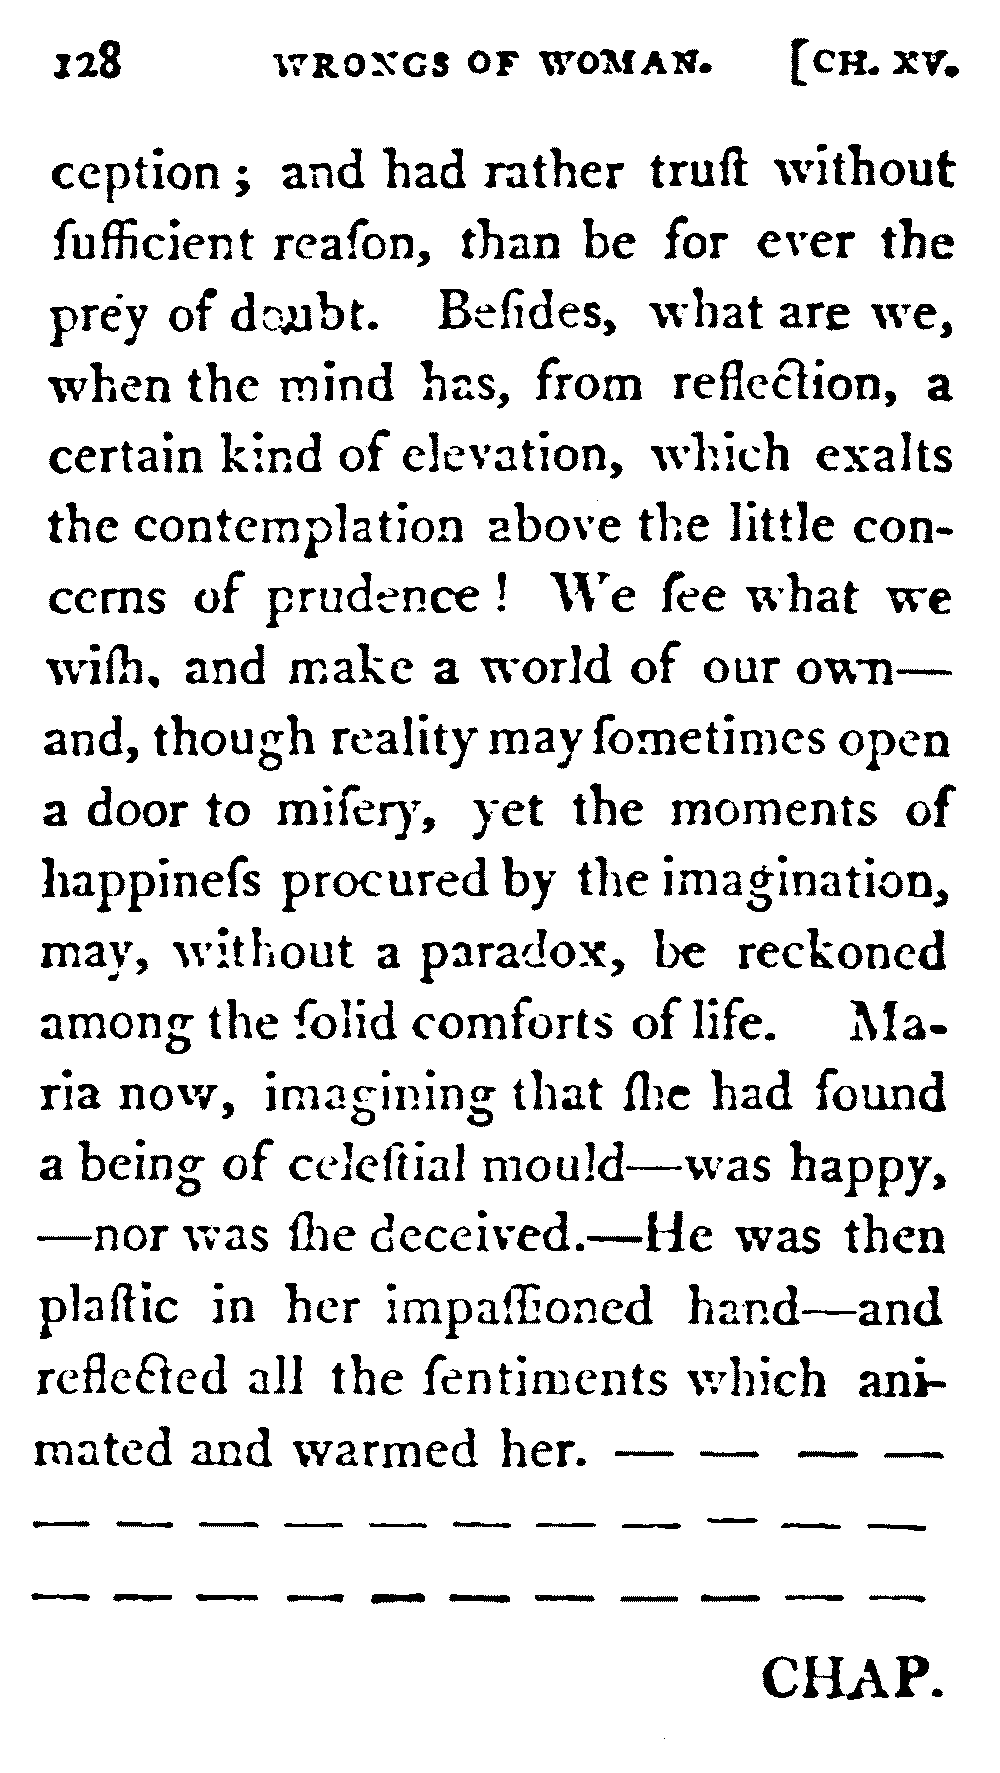 128 WRONGS OF WOMAN. [CH. XV.
ception; and had rather truſt without
ſufficient reaſon, than be for ever the
prey of doubt. Beſides, what are we,
when the mind has, from reflection, a
certain kind of elevation, which exalts
the contemplation above the little con-
cerns of prudence! We ſee what we
wiſh, and make a world of our own—
and, though reality may ſometimes open
a door to miſery, yet the moments of
happineſs procured by the imagination,
may, without a paradox, be reckoned
among the ſolid comforts of life. Ma-
ria now, imagining that ſhe had found
a being of celeſtial mould—was happy,
—nor was ſhe deceived.—He was then
plaſtic in her impaſſioned hand—and
reflected all the ſentiments which ani-
mated and warmed her. — — — —
— — — — — — — — — — —
— — — — — — — — — — —
CHAP.